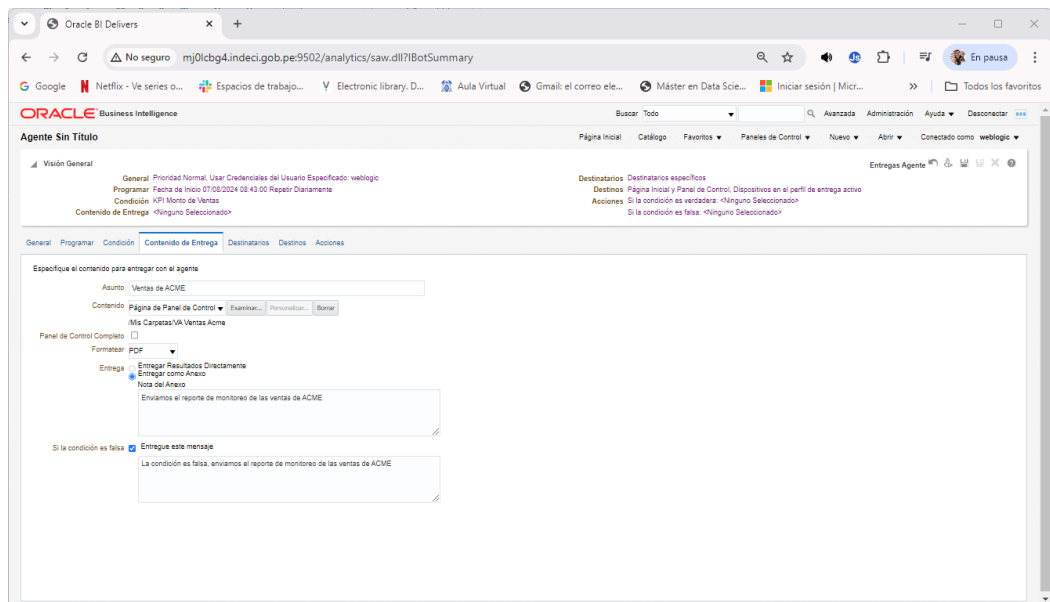 Oracle BI Delivers
No seguro mj0lcbg4.indeci.gob.pe:9502/analytics/saw.dll?IBotSummary En pausa
Google Netflix - Ve series o... Espacios de trabajo... Electronic library. D... Aula Virtual Gmail: el correo ele... Máster en Data Scie... Iniciar sesión | Micr... » Todos los favoritos
ORACLE Business Intelligence Buscar Todo Avanzada Administración Ayuda Desconectar
Agente Sin Título Página Inicial Catálogo Favoritos Paneles de Control Nuevo Abrir Conectado como weblogic
Visión General Entregas Agente
General Prioridad Normal, Usar Credenciales del Usuario Especificado: weblogic Destinatarios Destinatarios específicos
Programar Fecha de Inicio 07/08/2024 08:43:00 Repetir Diariamente Destinos Página Inicial y Panel de Control, Dispositivos en el perfil de entrega activo
Condición KPI Monto de Ventas Acciones Si la condición es verdadera: <Ninguno Seleccionado>
Contenido de Entrega <Ninguno Seleccionado> Si la condición es falsa: <Ninguno Seleccionado>
General Programar Condición Contenido de Entrega Destinatarios Destinos Acciones
Especifique el contenido para entregar con el agente
Asunto Ventas de ACME
Contenido Página de Panel de Control Examinar... Personalizar... Borrar
/Mis Carpetas/VA Ventas Acme
Panel de Control Completo
Formatear PDF
Entrega Entregar Resultados Directamente
Entregar como Anexo
Nota del Anexo
Enviamos el reporte de monitoreo de las ventas de ACME
Si la condición es falsa Entregue este mensaje
La condición es falsa, enviamos el reporte de monitoreo de las ventas de ACME